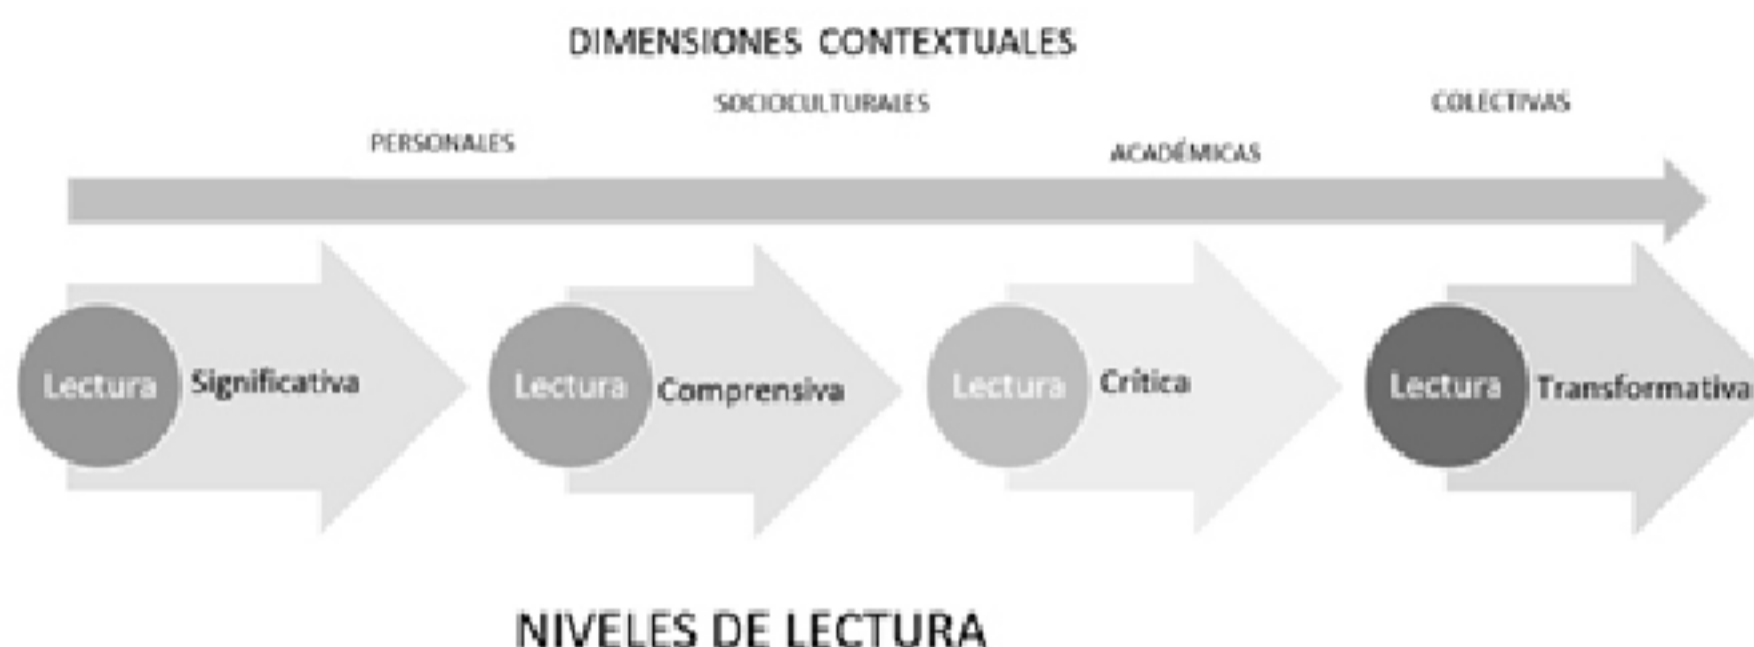 DIMENSIONES CONTEXTUALES
SOCIOCULTURALES
COLECTIVAS
PERSONALES
ACADÉMICAS
Lectura Significativa
Lectura Comprensiva
Lectura Crítica
Lectura Transformativa
NIVELES DE LECTURA